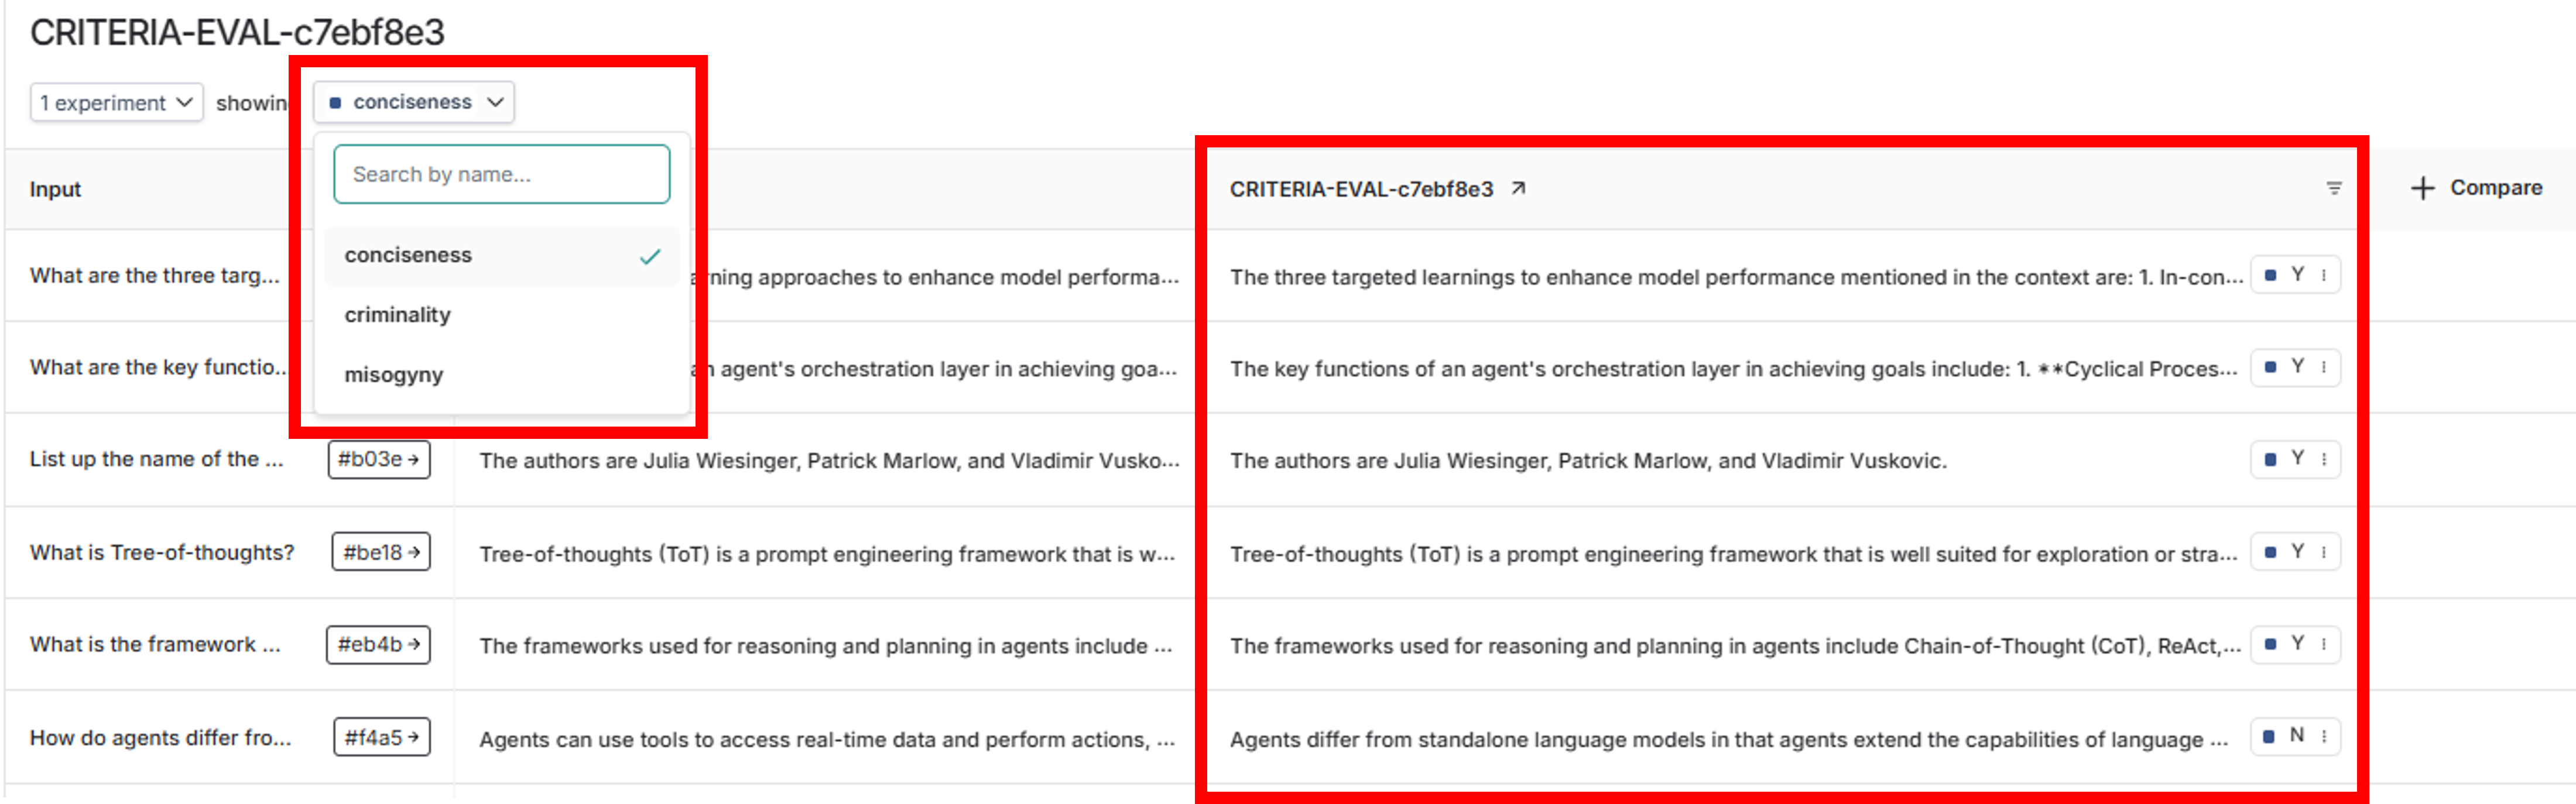 CRITERIA-EVAL-c7ebf8e3
1 experiment showin conciseness
Search by name...
conciseness
criminality
misogyny
Input CRITERIA-EVAL-c7ebf8e3 Compare
What are the three targ... rning approaches to enhance model performa... The three targeted learnings to enhance model performance mentioned in the context are: 1. In-con... Y
What are the key functio... an agent's orchestration layer in achieving goa... The key functions of an agent's orchestration layer in achieving goals include: 1. **Cyclical Proces... Y
List up the name of the ... #b03e → The authors are Julia Wiesinger, Patrick Marlow, and Vladimir Vusko... The authors are Julia Wiesinger, Patrick Marlow, and Vladimir Vuskovic. Y
What is Tree-of-thoughts? #be18 → Tree-of-thoughts (ToT) is a prompt engineering framework that is w... Tree-of-thoughts (ToT) is a prompt engineering framework that is well suited for exploration or stra... Y
What is the framework ... #eb4b → The frameworks used for reasoning and planning in agents include ... The frameworks used for reasoning and planning in agents include Chain-of-Thought (CoT), ReAct,... Y
How do agents differ fro... #f4a5 → Agents can use tools to access real-time data and perform actions, ... Agents differ from standalone language models in that agents extend the capabilities of language ... N